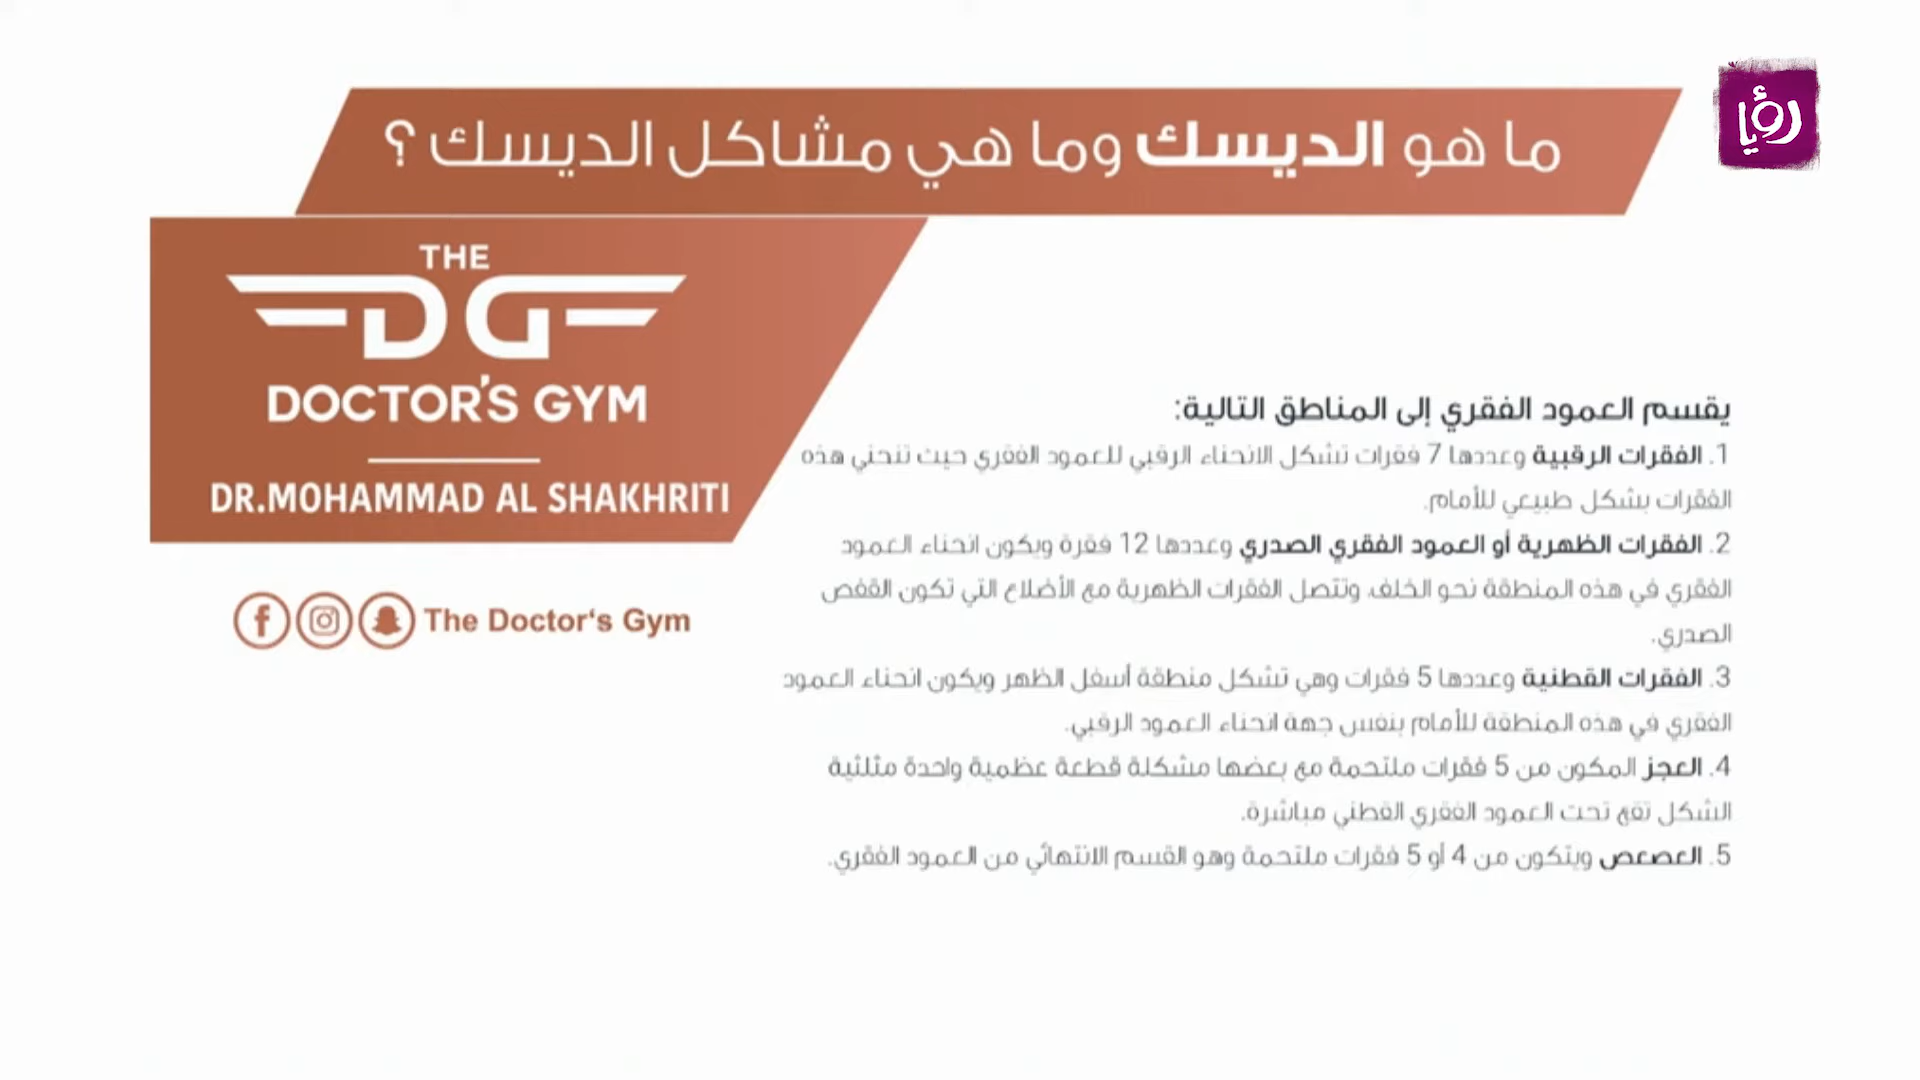 رؤيا
ما هو الديسك وما هي مشاكل الديسك ؟
THE
DG
DOCTOR'S GYM
DR.MOHAMMAD AL SHAKHRITI
The Doctor's Gym
يقسم العمود الفقري إلى المناطق التالية:
1. الفقرات الرقبية وعددها 7 فقرات تشكل الانحناء الرقبي للعمود الفقري حيث تنحني هذه
الفقرات بشكل طبيعي للأمام.
2. الفقرات الظهرية أو العمود الفقري الصدري وعددها 12 فقرة ويكون انحناء العمود
الفقري في هذه المنطقة نحو الخلف، وتتصل الفقرات الظهرية مع الأضلاع التي تكون القفص
الصدري.
3. الفقرات القطنية وعددها 5 فقرات وهي تشكل منطقة أسفل الظهر ويكون انحناء العمود
الفقري في هذه المنطقة للأمام بنفس جهة انحناء العمود الرقبي.
4. العجز المكون من 5 فقرات ملتحمة مع بعضها مشكلة قطعة عظمية واحدة مثلثية
الشكل تقع تحت العمود الفقري القطني مباشرة.
5. العصعص ويتكون من 4 أو 5 فقرات ملتحمة وهو القسم الانتهائي من العمود الفقري.